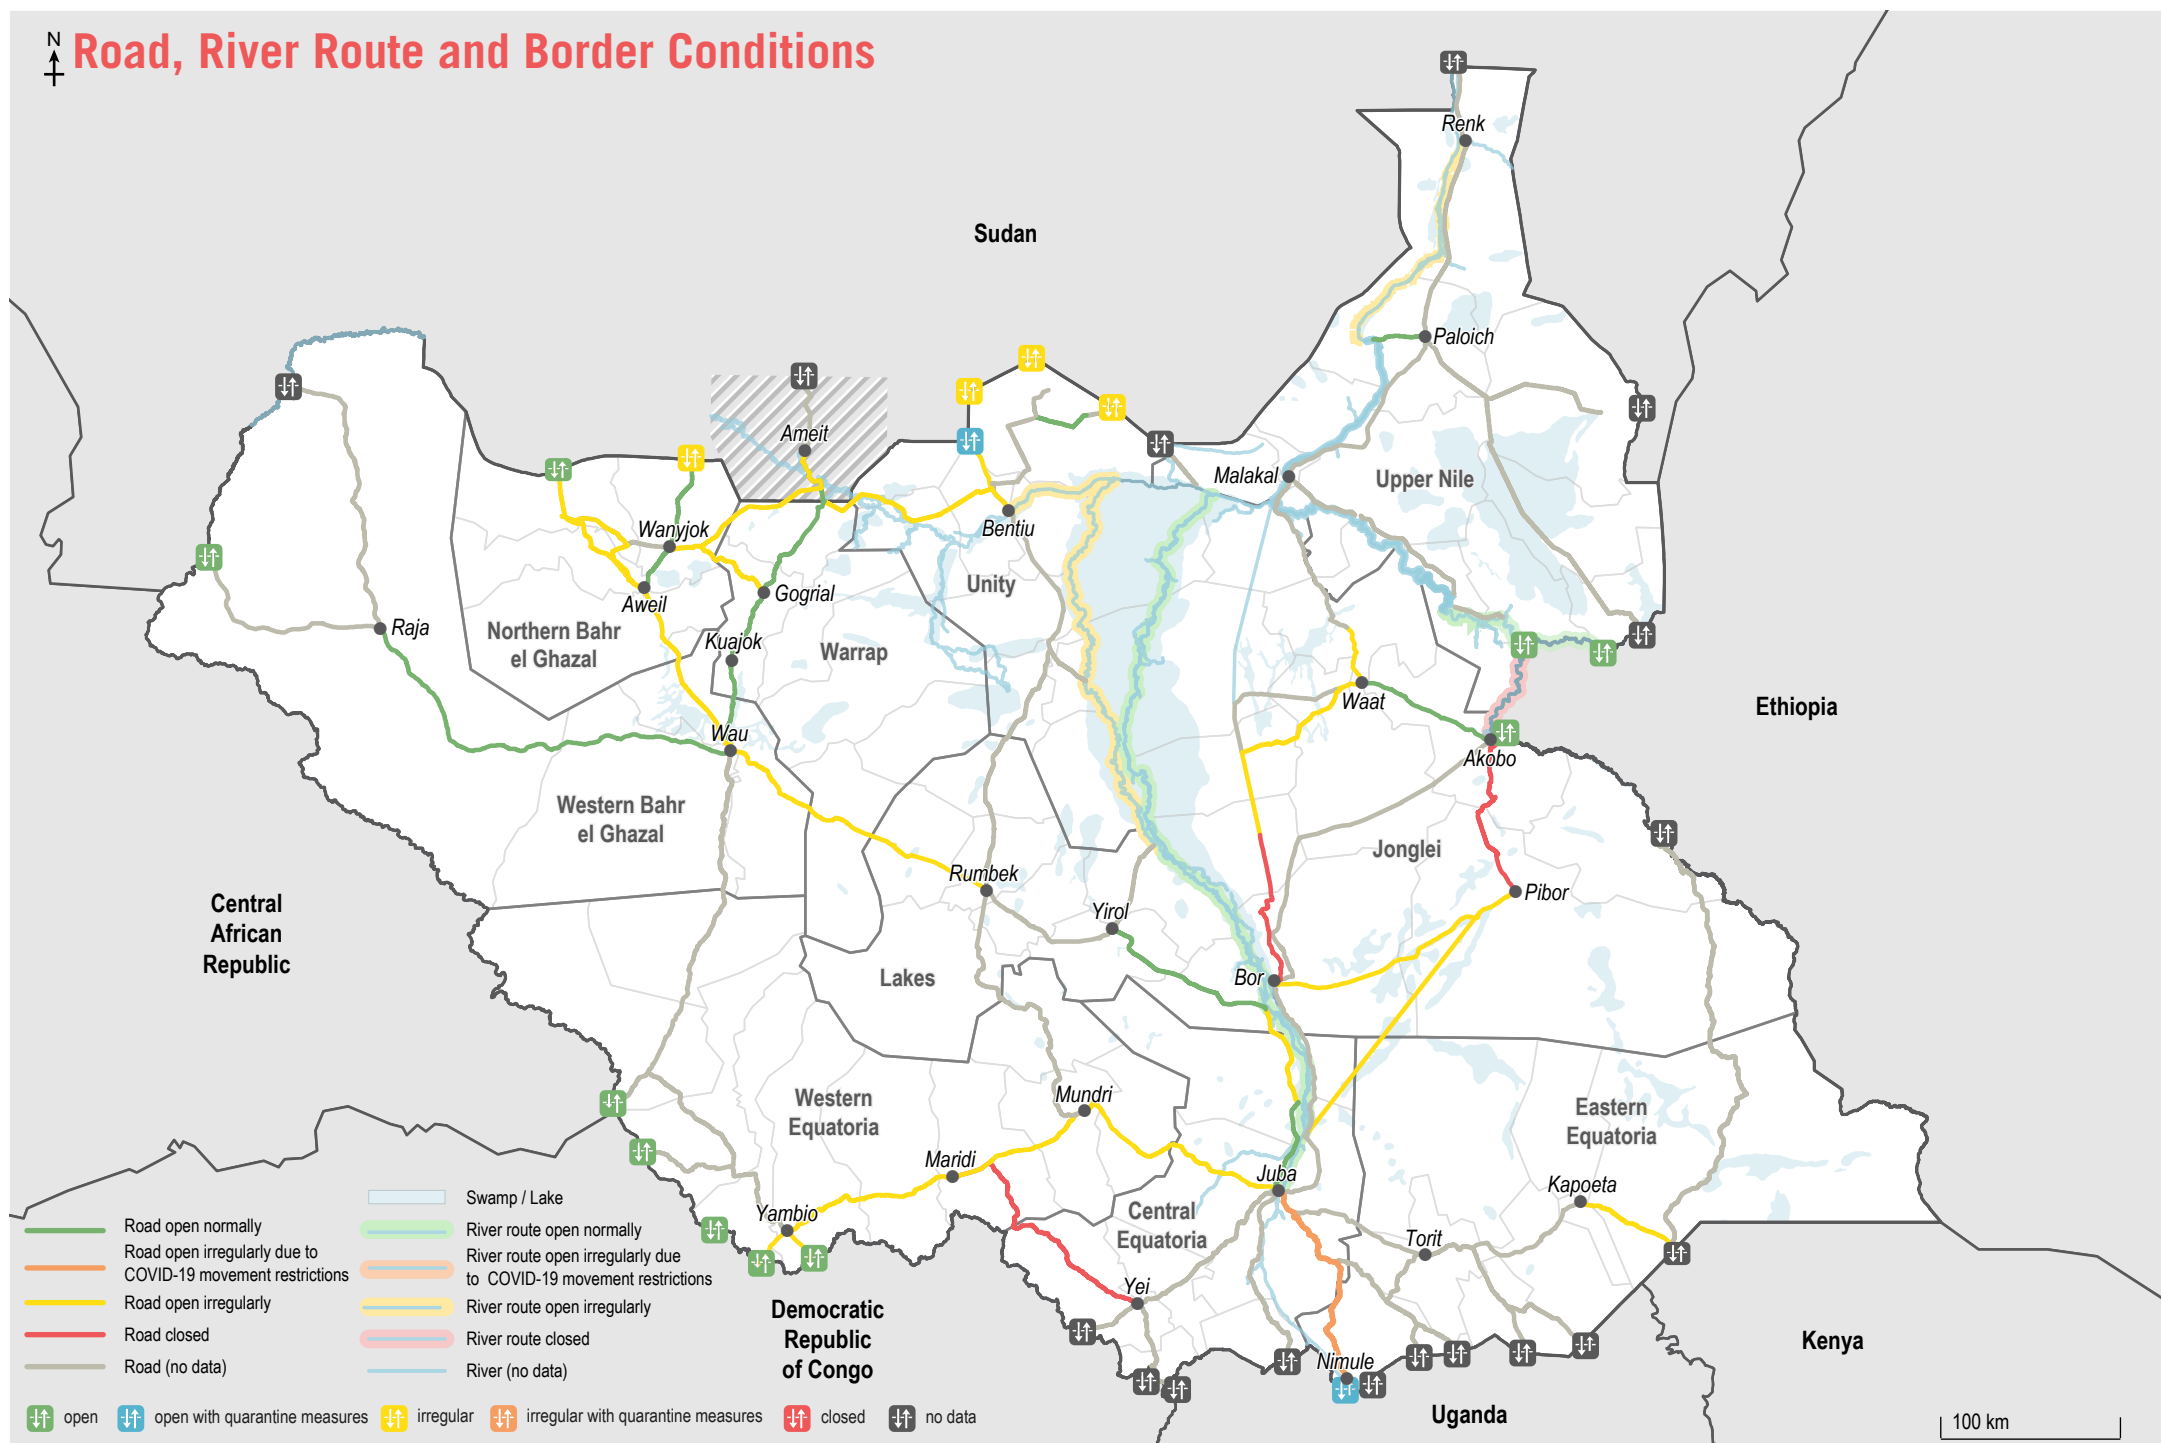 N
Road, River Route and Border Conditions
Renk
Sudan
Paloich
Ameit
Malakal
Upper Nile
Wanyjok
Bentiu
Unity
Aweil
Gogrial
Raja
Northern Bahr
el Ghazal
Kuajok
Warrap
Waat
Ethiopia
Wau
Akobo
Western Bahr
el Ghazal
Jonglei
Rumbek
Pibor
Central
African
Republic
Yirol
Lakes
Bor
Western
Equatoria
Mundri
Eastern
Equatoria
Maridi
Juba
Kapoeta
Yambio
Central
Equatoria
Torit
Yei
Democratic
Republic
of Congo
Nimule
Kenya
Uganda
Road open normally
Road open irregularly due to
COVID-19 movement restrictions
Road open irregularly
Road closed
Road (no data)
Swamp / Lake
River route open normally
River route open irregularly due
to COVID-19 movement restrictions
River route open irregularly
River route closed
River (no data)
open
open with quarantine measures
irregular
irregular with quarantine measures
closed
no data
100 km